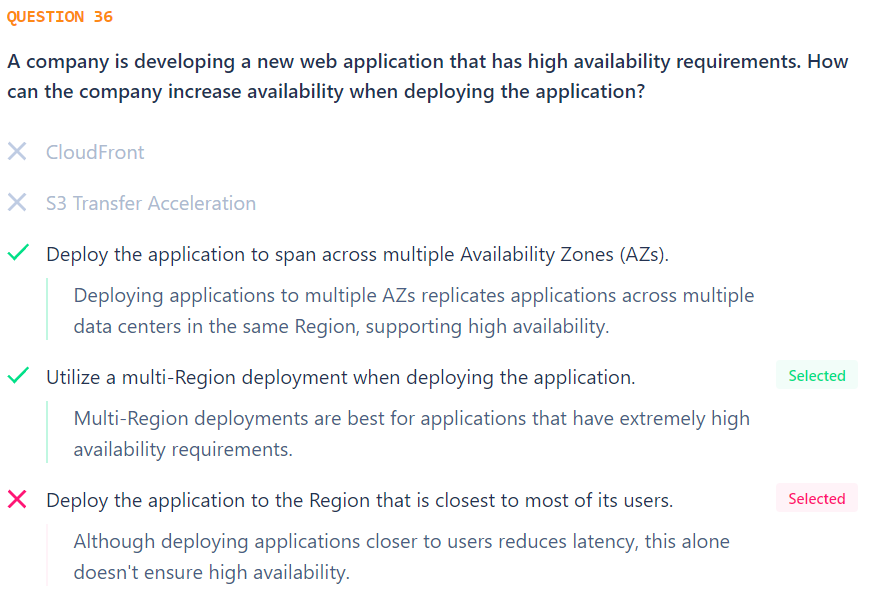 QUESTION 36
A company is developing a new web application that has high availability requirements. How
can the company increase availability when deploying the application?
CloudFront
S3 Transfer Acceleration
Deploy the application to span across multiple Availability Zones (AZs).
Deploying applications to multiple AZs replicates applications across multiple
data centers in the same Region, supporting high availability.
Utilize a multi-Region deployment when deploying the application.
Selected
Multi-Region deployments are best for applications that have extremely high
availability requirements.
Deploy the application to the Region that is closest to most of its users.
Selected
Although deploying applications closer to users reduces latency, this alone
doesn't ensure high availability.